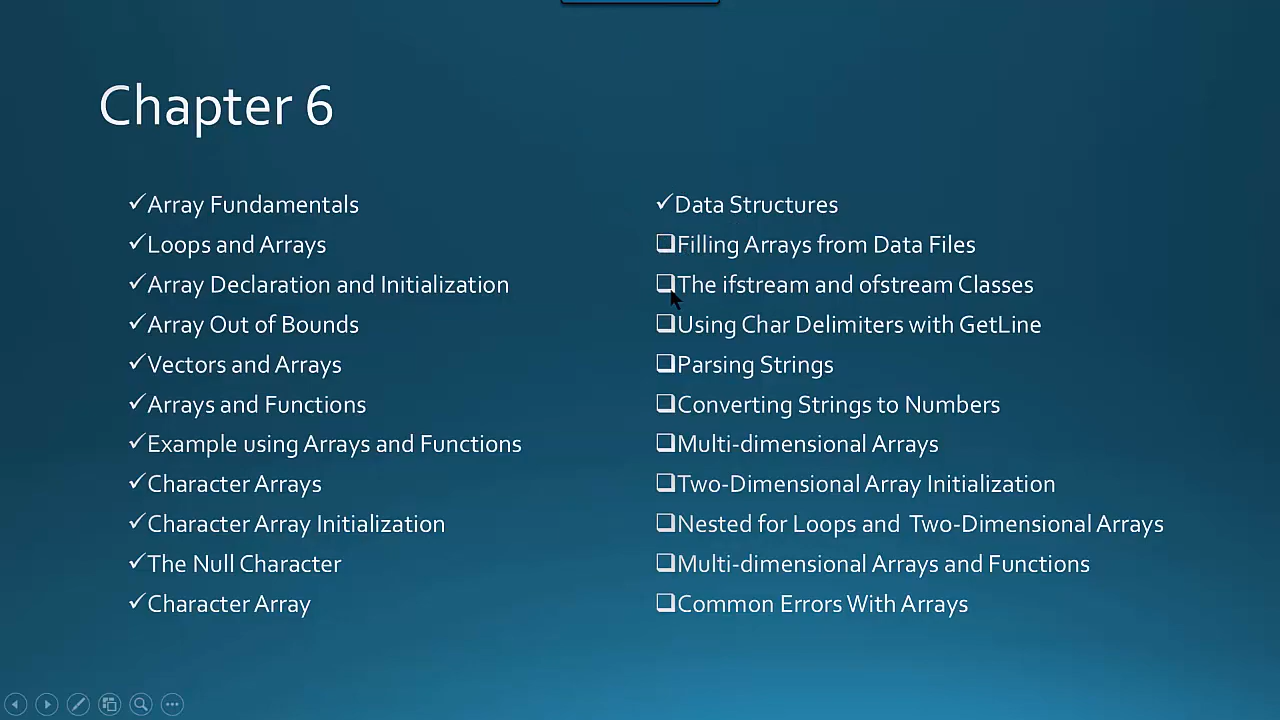 Chapter 6
Array Fundamentals
Loops and Arrays
Array Declaration and Initialization
Array Out of Bounds
Vectors and Arrays
Arrays and Functions
Example using Arrays and Functions
Character Arrays
Character Array Initialization
The Null Character
Character Array
Data Structures
Filling Arrays from Data Files
The ifstream and ofstream Classes
Using Char Delimiters with GetLine
Parsing Strings
Converting Strings to Numbers
Multi-dimensional Arrays
Two-Dimensional Array Initialization
Nested for Loops and Two-Dimensional Arrays
Multi-dimensional Arrays and Functions
Common Errors With Arrays